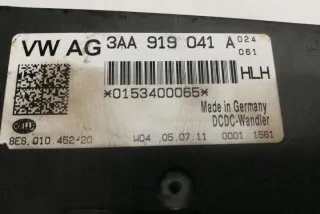 VW AG 3AA 919 041 A 024
061
HLH
*0153400065*
Made in Germany
DCDC-Wandler
8ES.010.452-20 W04 ,05.07.11 0001 1561